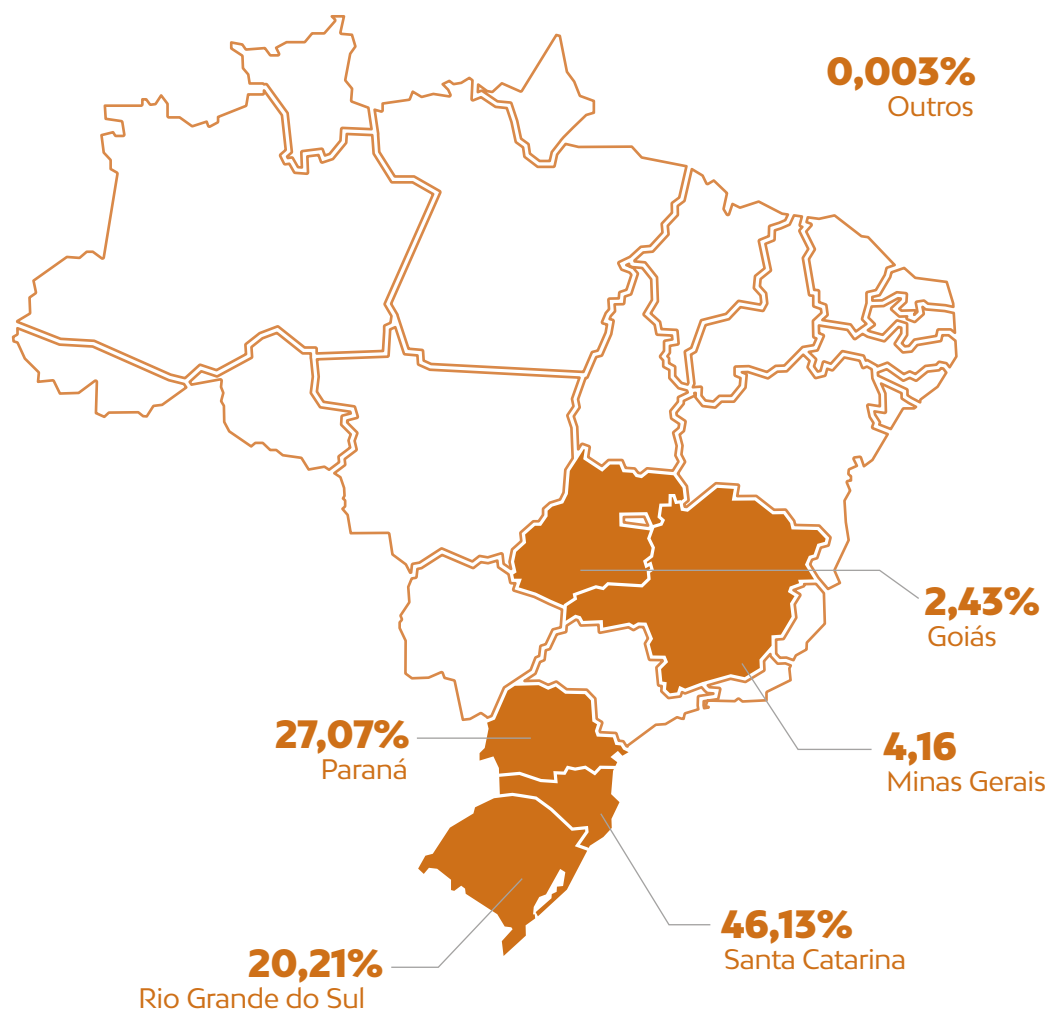 0,003%
Outros
2,43%
Goiás
27,07%
Paraná
4,16
Minas Gerais
46,13%
Santa Catarina
20,21%
Rio Grande do Sul